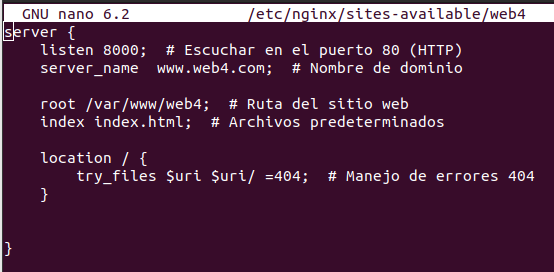 GNU nano 6.2 /etc/nginx/sites-available/web4
server {
listen 8000; # Escuchar en el puerto 80 (HTTP)
server_name www.web4.com; # Nombre de dominio
root /var/www/web4; # Ruta del sitio web
index index.html; # Archivos predeterminados
location / {
try_files $uri $uri/ =404; # Manejo de errores 404
}
}